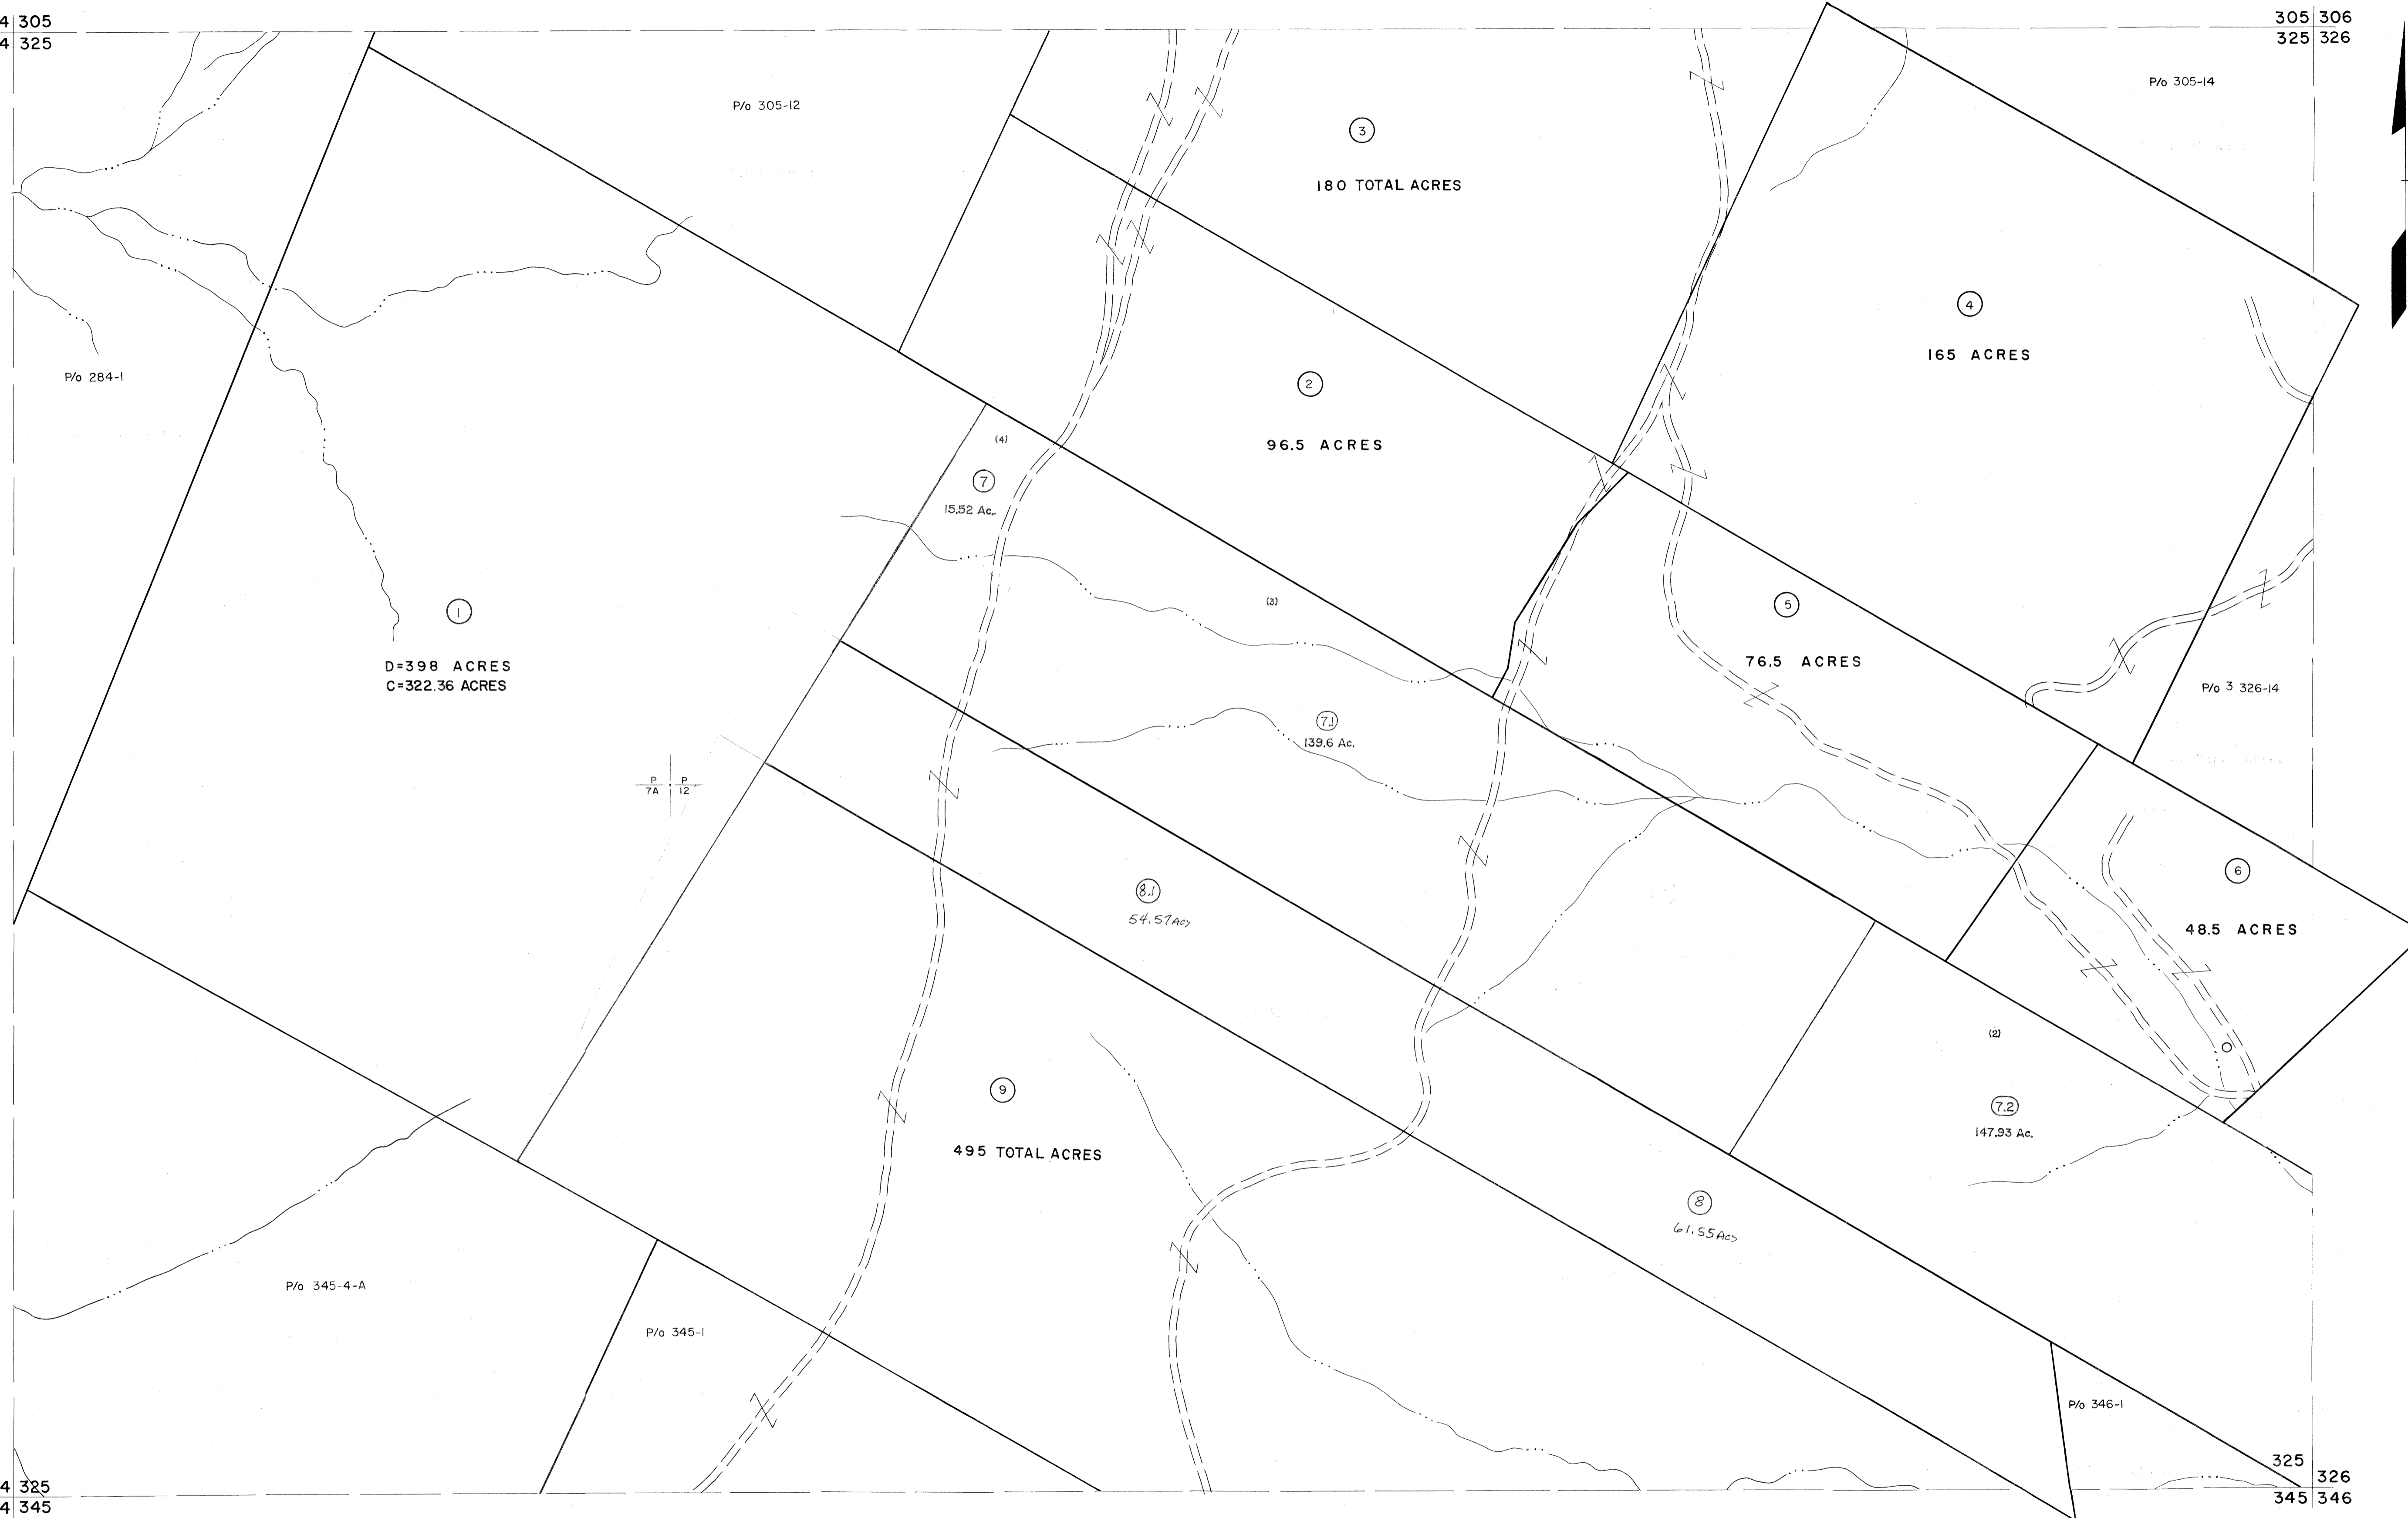 4 305
4 325
305 306
325 326
P/o 305-12
P/o 305-14
3
180 TOTAL ACRES
4
165 ACRES
P/o 284-1
2
96.5 ACRES
(4)
7
15.52 Ac.
(3)
5
76.5 ACRES
1
D=398 ACRES
C=322.36 ACRES
P/o 3 326-14
7.1
139.6 Ac.
P P
7A 12
8.1
54.57 Ac>
6
48.5 ACRES
(2)
9
495 TOTAL ACRES
7.2
147.93 Ac.
8
61.55 Ac>
P/o 345-4-A
P/o 345-1
P/o 346-1
4 325
4 345
325 326
345 346